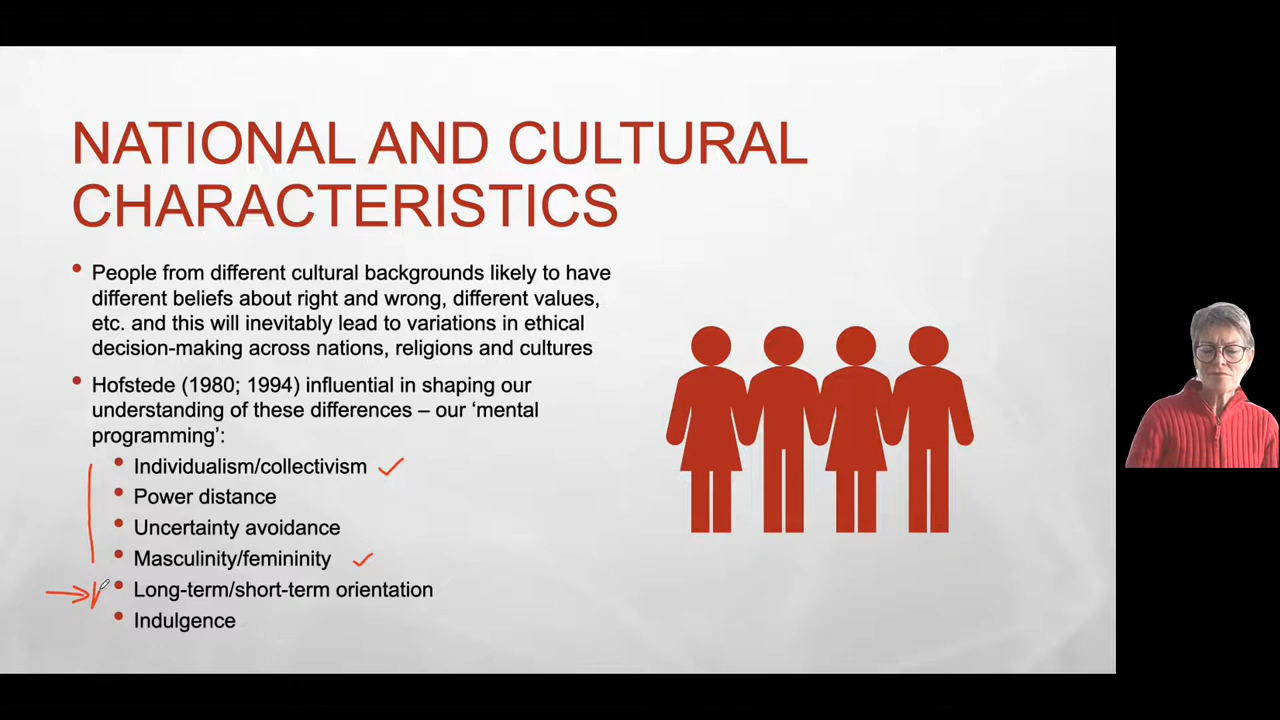 NATIONAL AND CULTURAL
CHARACTERISTICS
• People from different cultural backgrounds likely to have
different beliefs about right and wrong, different values,
etc. and this will inevitably lead to variations in ethical
decision-making across nations, religions and cultures
• Hofstede (1980; 1994) influential in shaping our
understanding of these differences – our ‘mental
programming’:
• Individualism/collectivism
• Power distance
• Uncertainty avoidance
• Masculinity/femininity
• Long-term/short-term orientation
• Indulgence